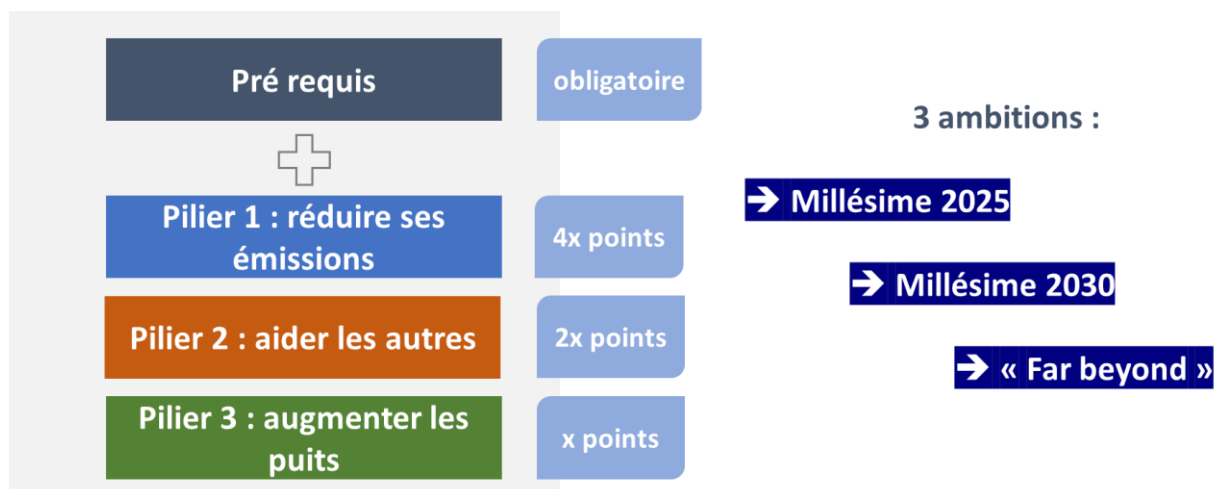 Pré requis
obligatoire
3 ambitions :
Pilier 1 : réduire ses
émissions
4x points
➔ Millésime 2025
➔ Millésime 2030
Pilier 2 : aider les autres
2x points
➔ « Far beyond »
Pilier 3 : augmenter les
puits
x points